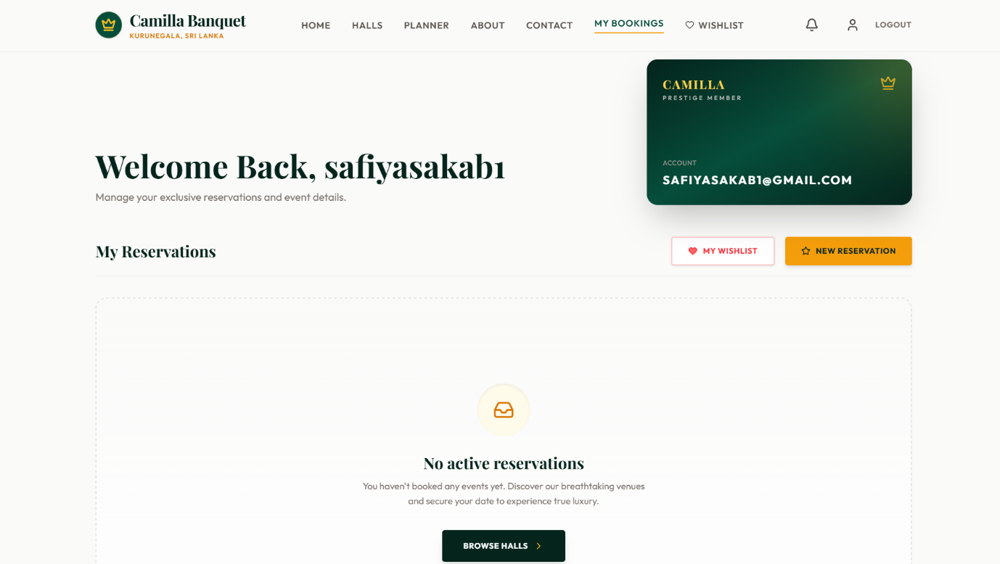 Camilla Banquet
KURUNEGALA, SRI LANKA
HOME
HALLS
PLANNER
ABOUT
CONTACT
MY BOOKINGS
WISHLIST
LOGOUT
CAMILLA
PRESTIGE MEMBER
ACCOUNT
SAFIYASAKAB1@GMAIL.COM
Welcome Back, safiyasakab1
Manage your exclusive reservations and event details.
My Reservations
MY WISHLIST
NEW RESERVATION
No active reservations
You haven't booked any events yet. Discover our breathtaking venues
and secure your date to experience true luxury.
BROWSE HALLS